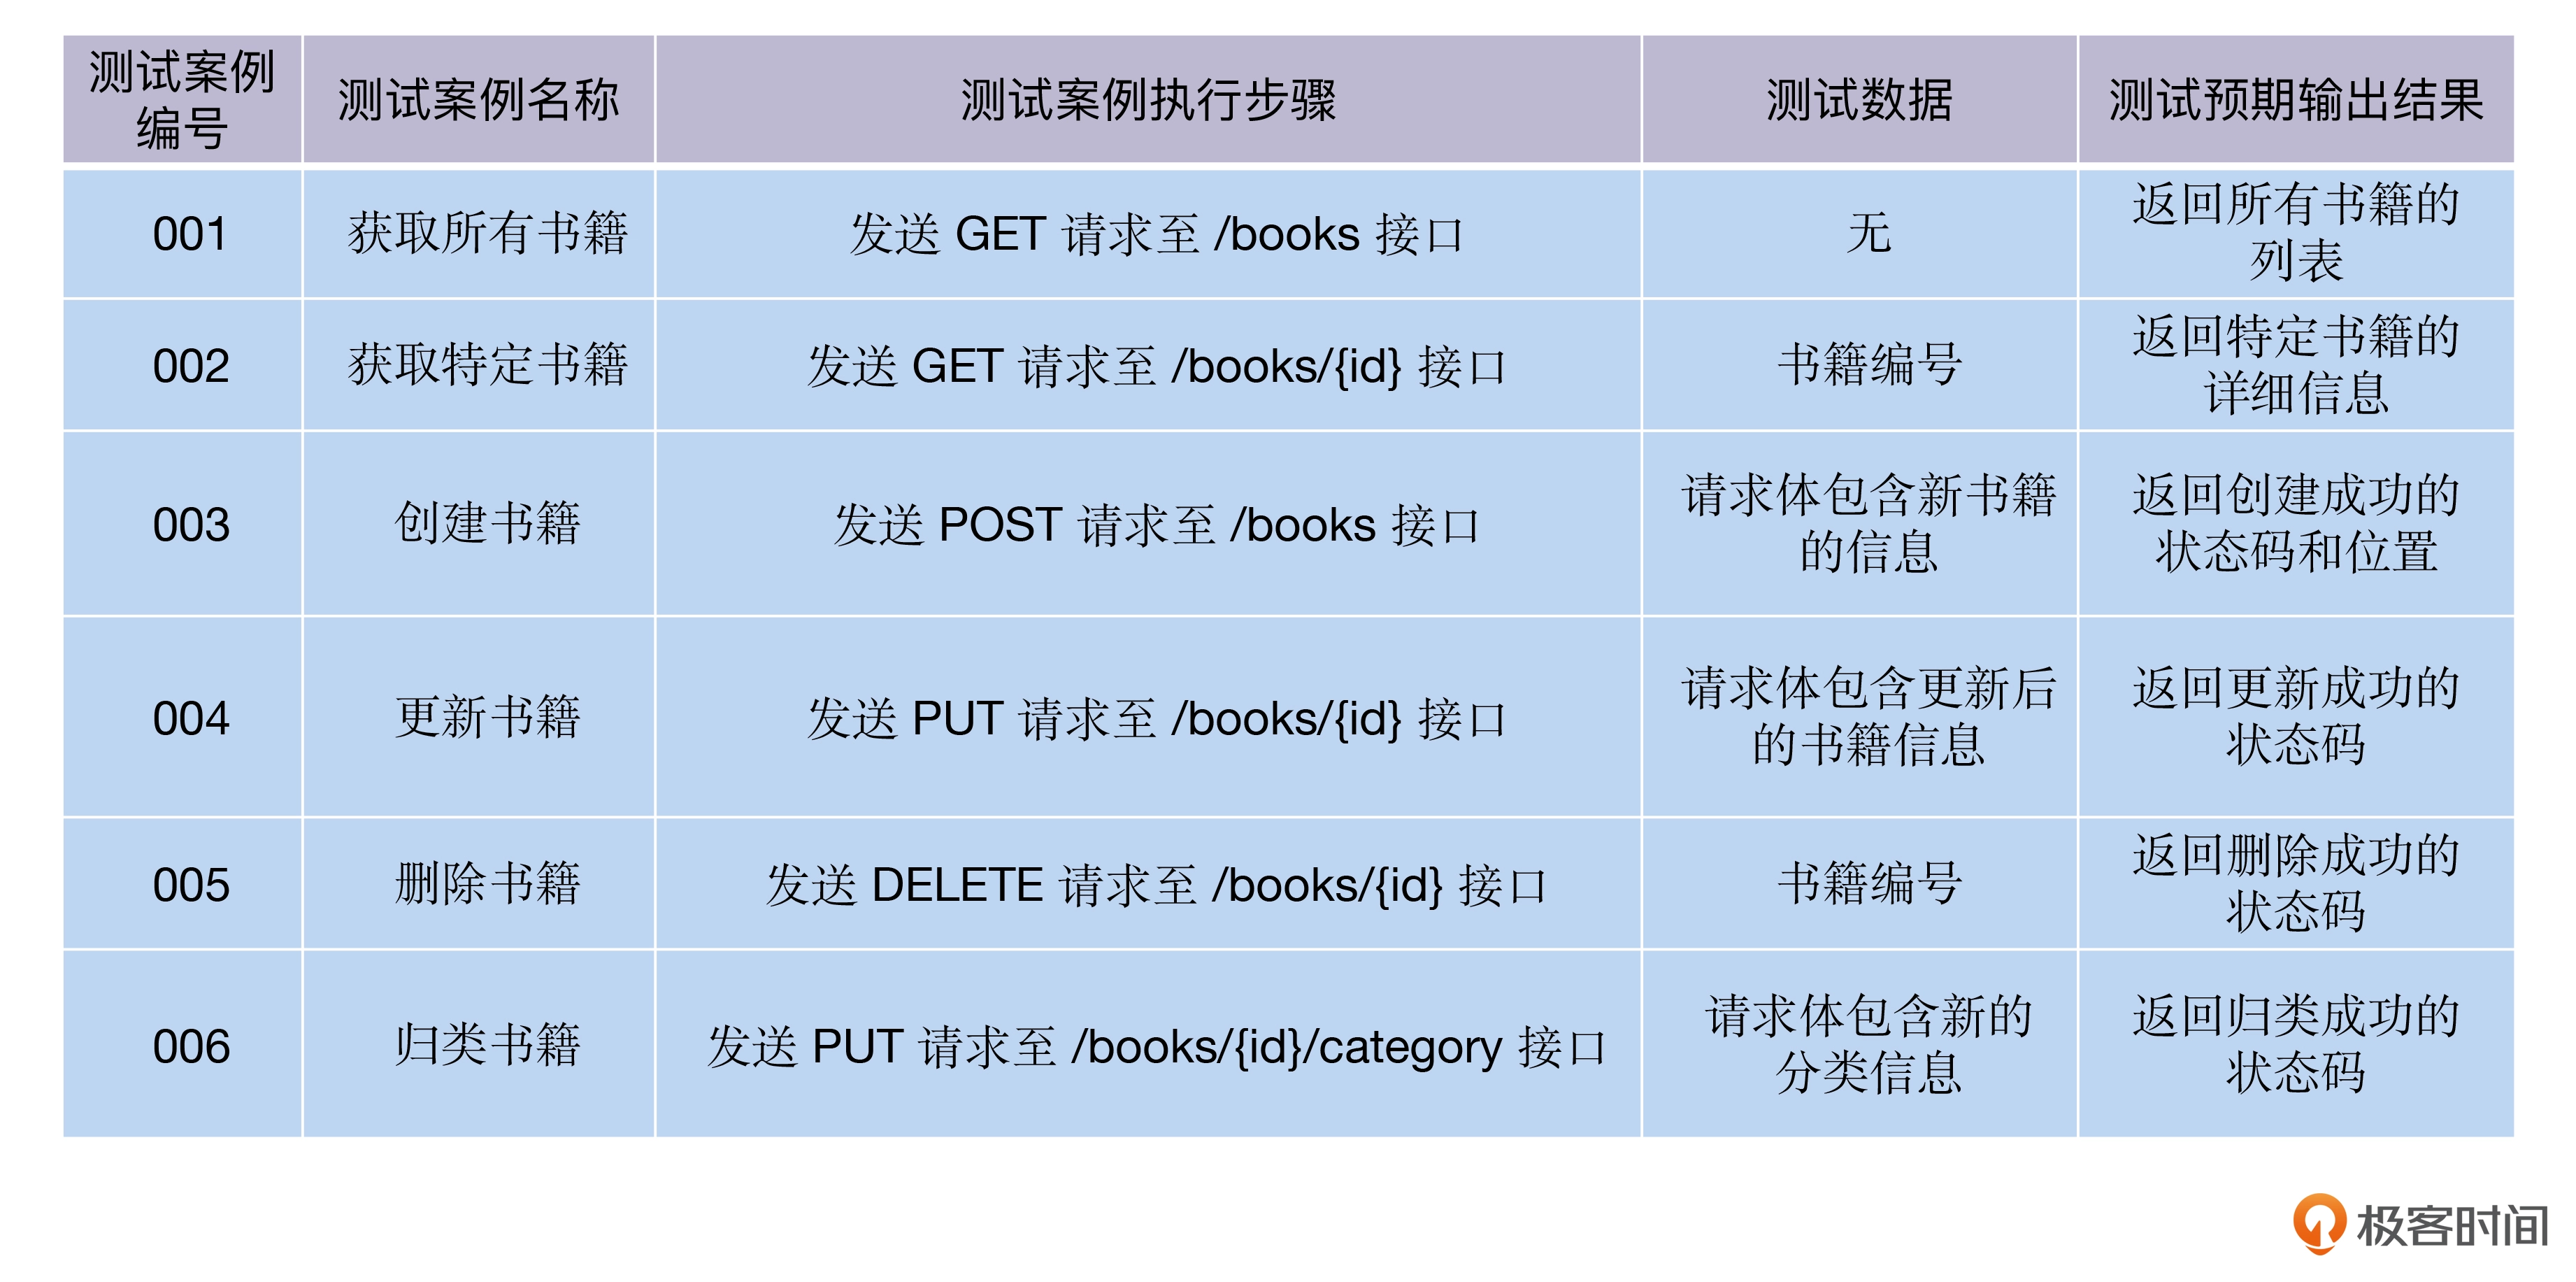 测试案例
编号
测试案例名称
测试案例执行步骤
测试数据
测试预期输出结果
001
获取所有书籍
发送 GET 请求至 /books 接口
无
返回所有书籍的
列表
002
获取特定书籍
发送 GET 请求至 /books/{id} 接口
书籍编号
返回特定书籍的
详细信息
003
创建书籍
发送 POST 请求至 /books 接口
请求体包含新书籍
的信息
返回创建成功的
状态码和位置
004
更新书籍
发送 PUT 请求至 /books/{id} 接口
请求体包含更新后
的书籍信息
返回更新成功的
状态码
005
删除书籍
发送 DELETE 请求至 /books/{id} 接口
书籍编号
返回删除成功的
状态码
006
归类书籍
发送 PUT 请求至 /books/{id}/category 接口
请求体包含新的
分类信息
返回归类成功的
状态码
极客时间